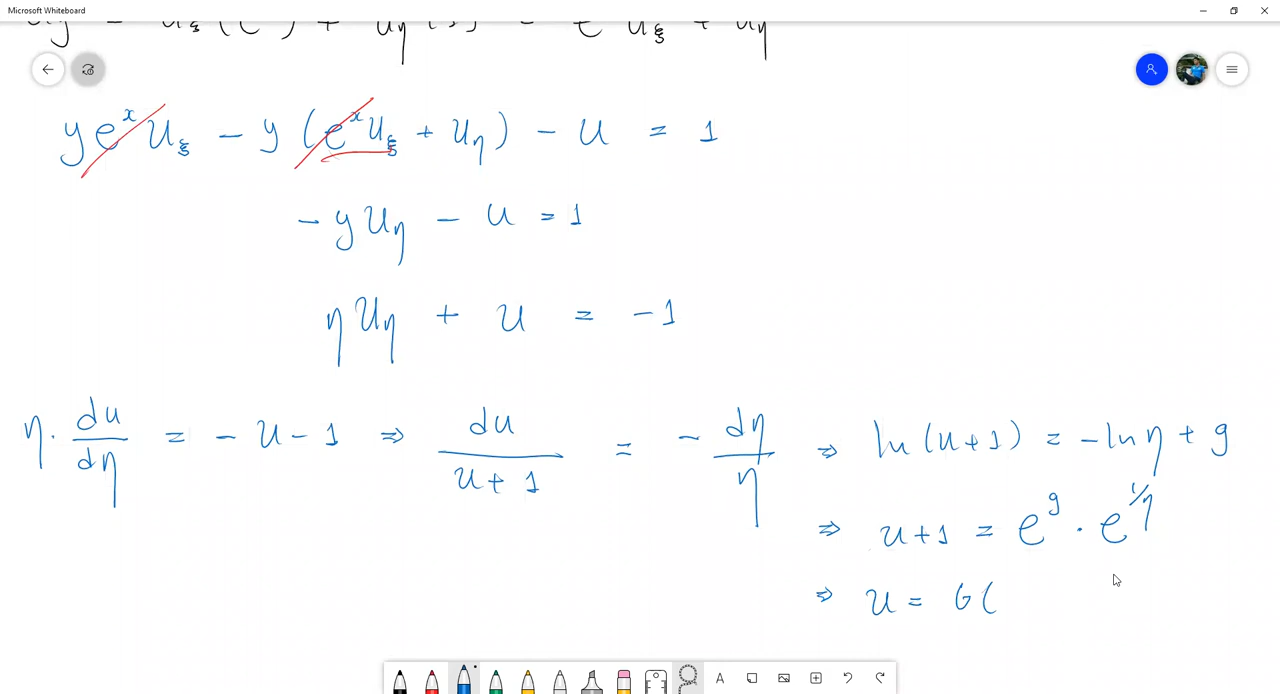 Microsoft Whiteboard
y e^x u_ξ − y (e^x u_ξ + u_η) − u = 1
− y u_η − u = 1
η u_η + u = −1
η · du/dη = − u − 1 ⇒ du/(u + 1) = − dη/η ⇒ ln(u+1) = −ln η + g
⇒ u+1 = e^g · e^{1/η}
⇒ u = G(
A